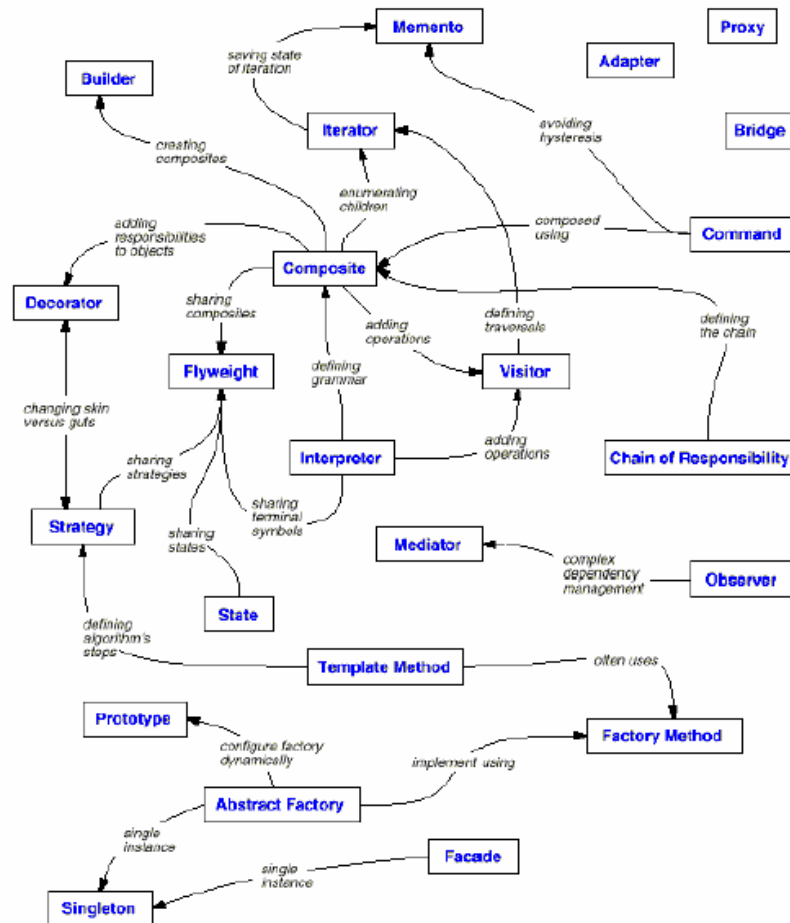 Memento
Proxy
saving state
of iteration
Adapter
Builder
Iterator
avoiding
hysteresis
Bridge
creating
composites
enumerating
children
adding
responsibilities
to objects
composed
using
Command
Composite
Decorator
sharing
composites
adding
operations
defining
traversals
defining
the chain
Flyweight
defining
grammar
Visitor
changing skin
versus guts
Interpreter
adding
operations
Chain of Responsibility
sharing
strategies
Strategy
sharing
terminal
symbols
sharing
states
Mediator
complex
dependency
management
Observer
State
defining
algorithm's
steps
Template Method
often uses
Prototype
Factory Method
configure factory
dynamically
implement using
Abstract Factory
single
instance
Facade
single
instance
Singleton